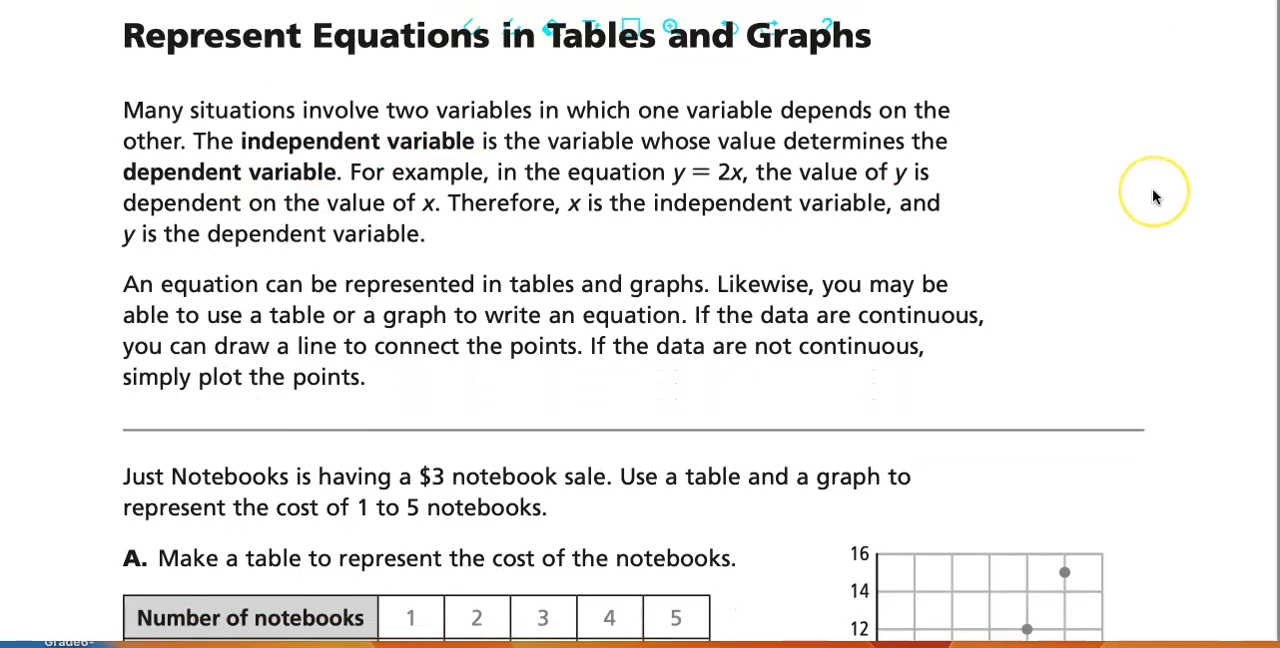 Represent Equations in Tables and Graphs
Many situations involve two variables in which one variable depends on the
other. The independent variable is the variable whose value determines the
dependent variable. For example, in the equation y = 2x, the value of y is
dependent on the value of x. Therefore, x is the independent variable, and
y is the dependent variable.
An equation can be represented in tables and graphs. Likewise, you may be
able to use a table or a graph to write an equation. If the data are continuous,
you can draw a line to connect the points. If the data are not continuous,
simply plot the points.
Just Notebooks is having a $3 notebook sale. Use a table and a graph to
represent the cost of 1 to 5 notebooks.
A. Make a table to represent the cost of the notebooks.
Number of notebooks 1 2 3 4 5
16
14
12
Grade6-